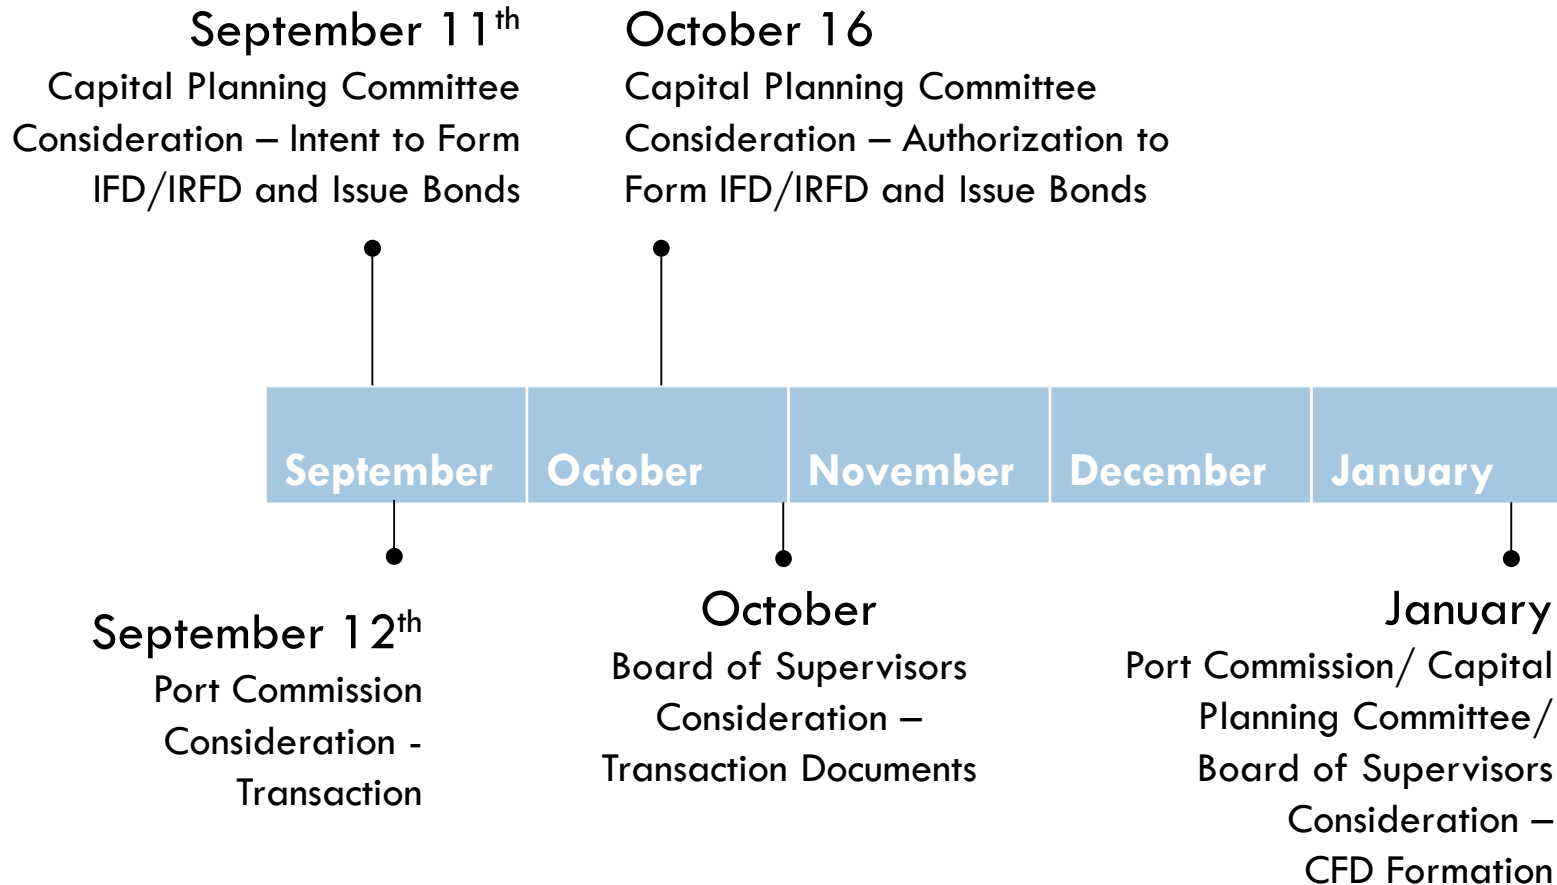 September 11th
Capital Planning Committee
Consideration – Intent to Form
IFD/IRFD and Issue Bonds
October 16
Capital Planning Committee
Consideration – Authorization to
Form IFD/IRFD and Issue Bonds
September
October
November
December
January
September 12th
Port Commission
Consideration -
Transaction
October
Board of Supervisors
Consideration –
Transaction Documents
January
Port Commission/ Capital
Planning Committee/
Board of Supervisors
Consideration –
CFD Formation